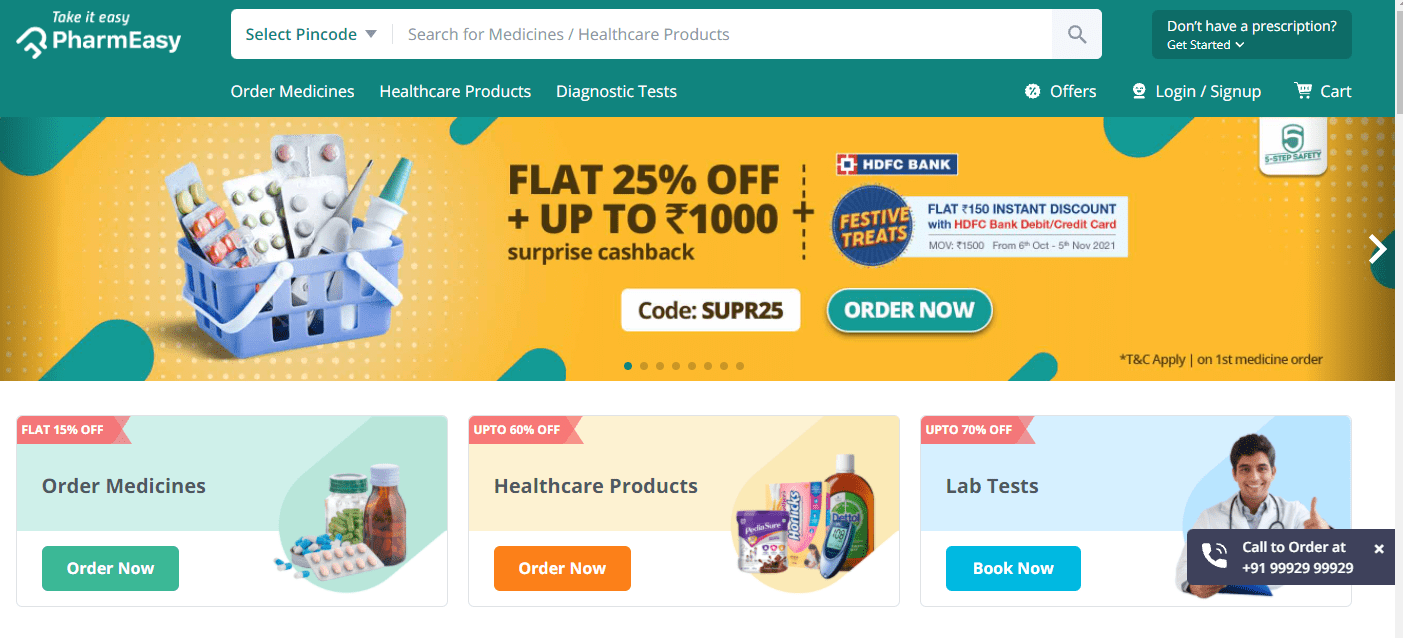 Take it easy
PharmEasy
Select Pincode
Search for Medicines / Healthcare Products
Don't have a prescription?
Get Started
Order Medicines
Healthcare Products
Diagnostic Tests
Offers
Login / Signup
Cart
FLAT 25% OFF
+ UP TO ₹1000
surprise cashback
+
HDFC BANK
FESTIVE
TREATS
FLAT ₹150 INSTANT DISCOUNT
with HDFC Bank Debit/Credit Card
MOV: ₹1500 From 6th Oct - 5th Nov 2021
5-STEP SAFETY
Code: SUPR25
ORDER NOW
*T&C Apply | on 1st medicine order
FLAT 15% OFF
Order Medicines
Order Now
UPTO 60% OFF
Healthcare Products
PediaSure
Horlicks
Dettol
Order Now
UPTO 70% OFF
Lab Tests
Book Now
Call to Order at
+91 99929 99929